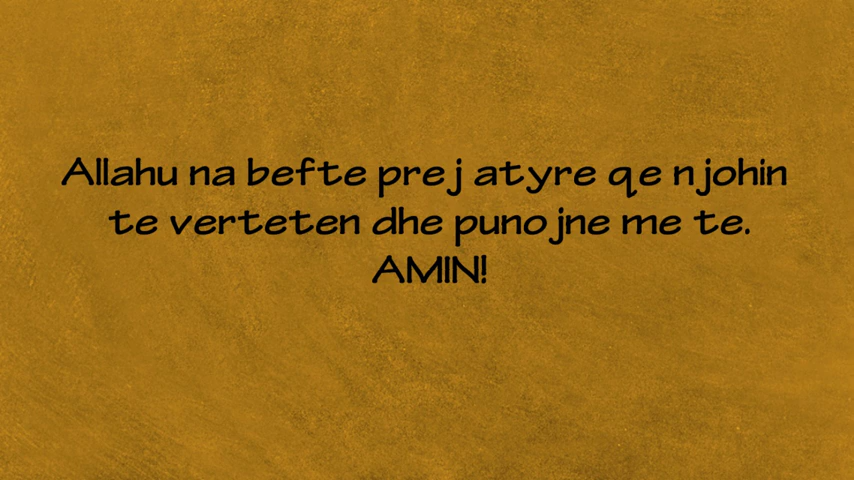 Allahu na befte prej atyre qe njohin
te verteten dhe punojne me te.
AMIN!